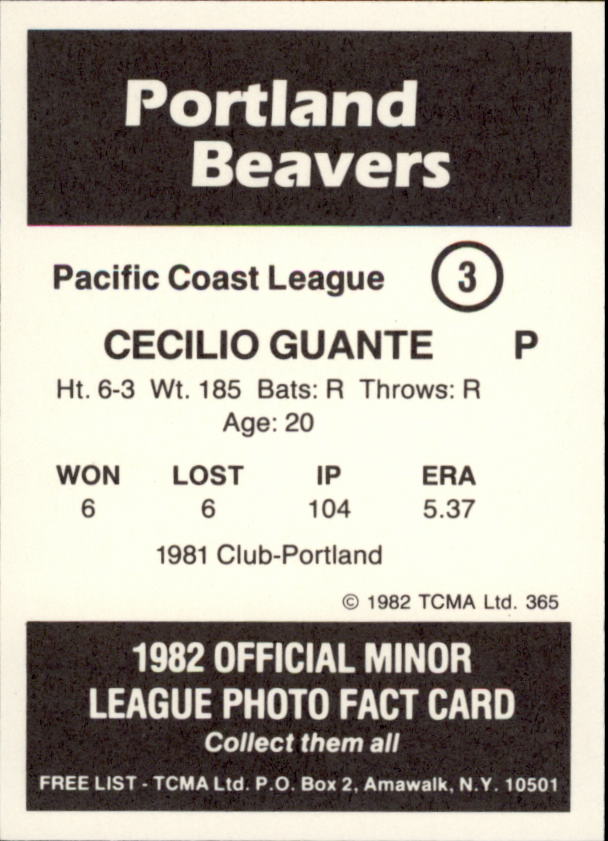 Portland
Beavers
Pacific Coast League 3
CECILIO GUANTE P
Ht. 6-3 Wt. 185 Bats: R Throws: R
Age: 20
WON LOST IP ERA
6 6 104 5.37
1981 Club-Portland
© 1982 TCMA Ltd. 365
1982 OFFICIAL MINOR
LEAGUE PHOTO FACT CARD
Collect them all
FREE LIST - TCMA Ltd. P.O. Box 2, Amawalk, N.Y. 10501